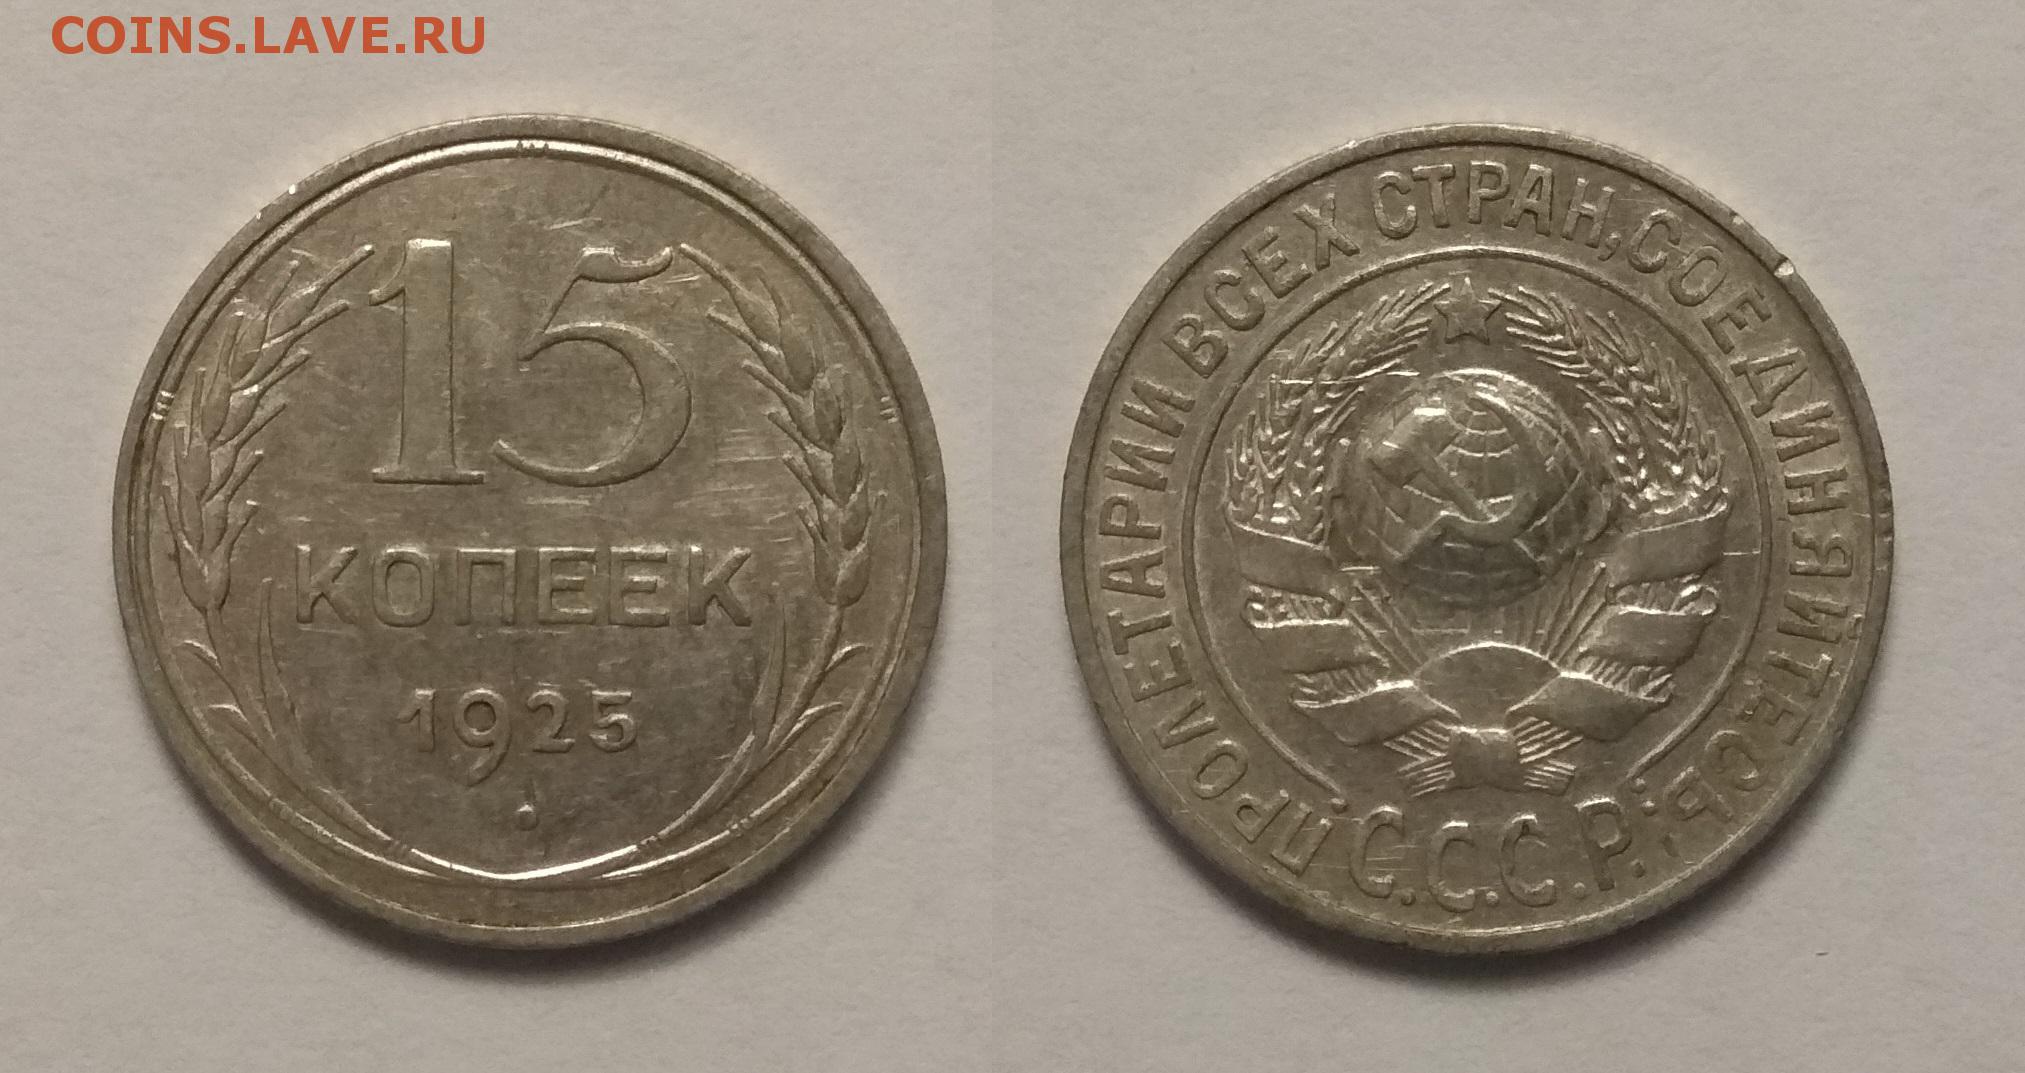 COINS.LAVE.RU
15
КОПЕЕК
1925
ПРОЛЕТАРИИ ВСЕХ СТРАН, СОЕДИНЯЙТЕСЬ
С.С.С.Р.